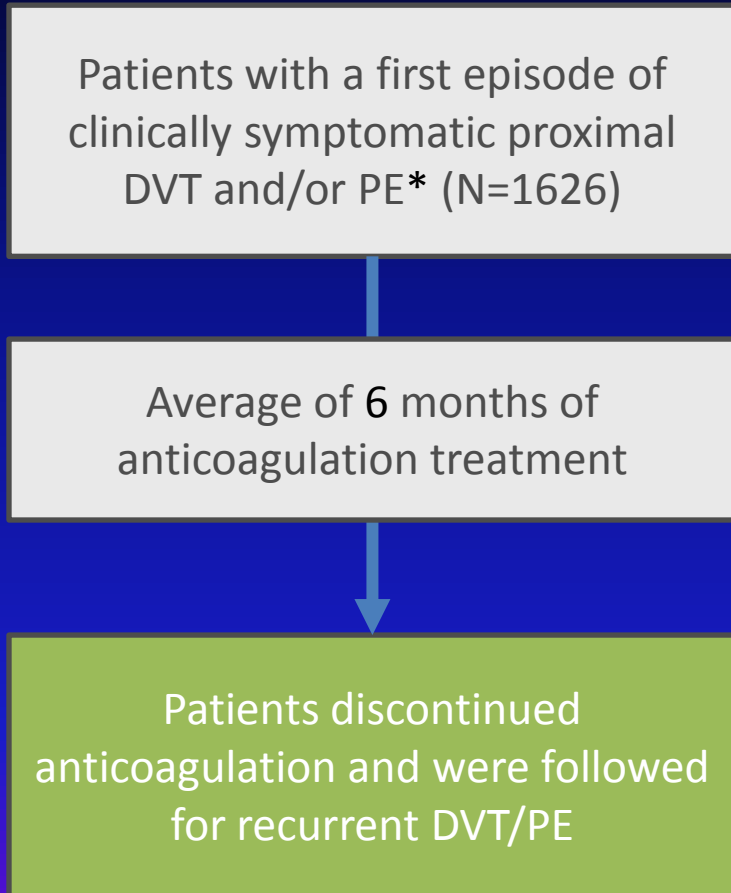 Patients with a first episode of
clinically symptomatic proximal
DVT and/or PE* (N=1626)
Average of 6 months of
anticoagulation treatment
Patients discontinued
anticoagulation and were followed
for recurrent DVT/PE